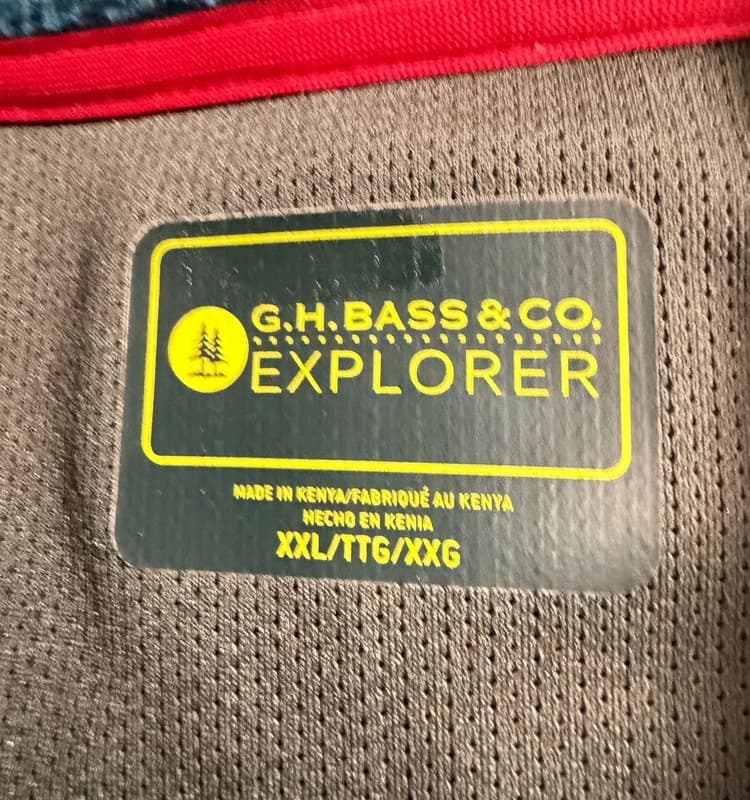 G.H.BASS & CO.
EXPLORER
MADE IN KENYA/FABRIQUÉ AU KENYA
HECHO EN KENIA
XXL/TTG/XXG